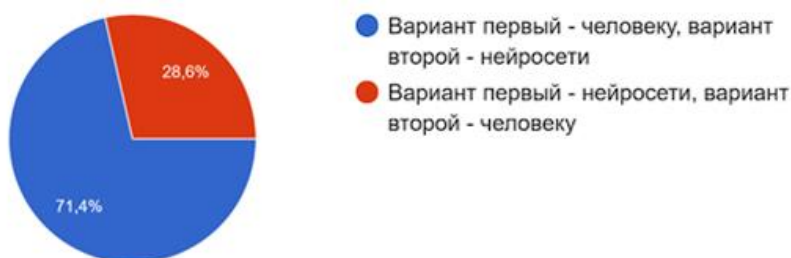 28,6%
71,4%
Вариант первый - человеку, вариант
второй - нейросети
Вариант первый - нейросети, вариант
второй - человеку